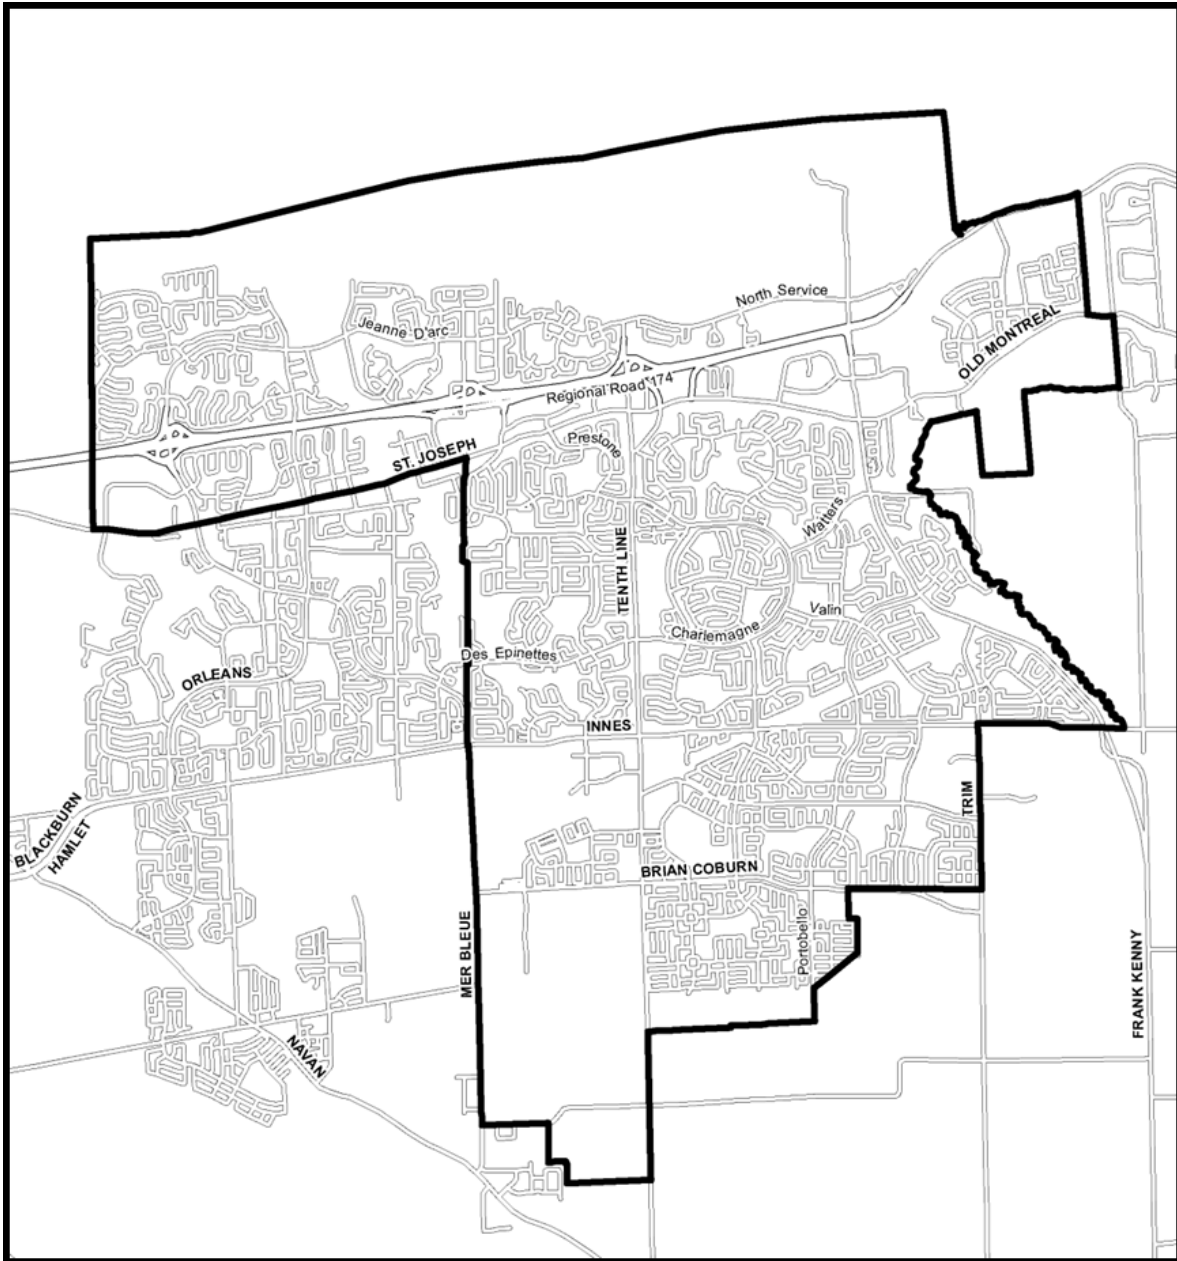 North Service
Jeanne D'arc
OLD MONTREAL
Regional Road 174
ST. JOSEPH
Prestone
Watters
TENTH LINE
Valin
Charlemagne
Des Epinettes
ORLEANS
INNES
TRIM
BLACKBURN
HAMLET
BRIAN COBURN
Portobello
MER BLEUE
FRANK KENNY
NAVAN